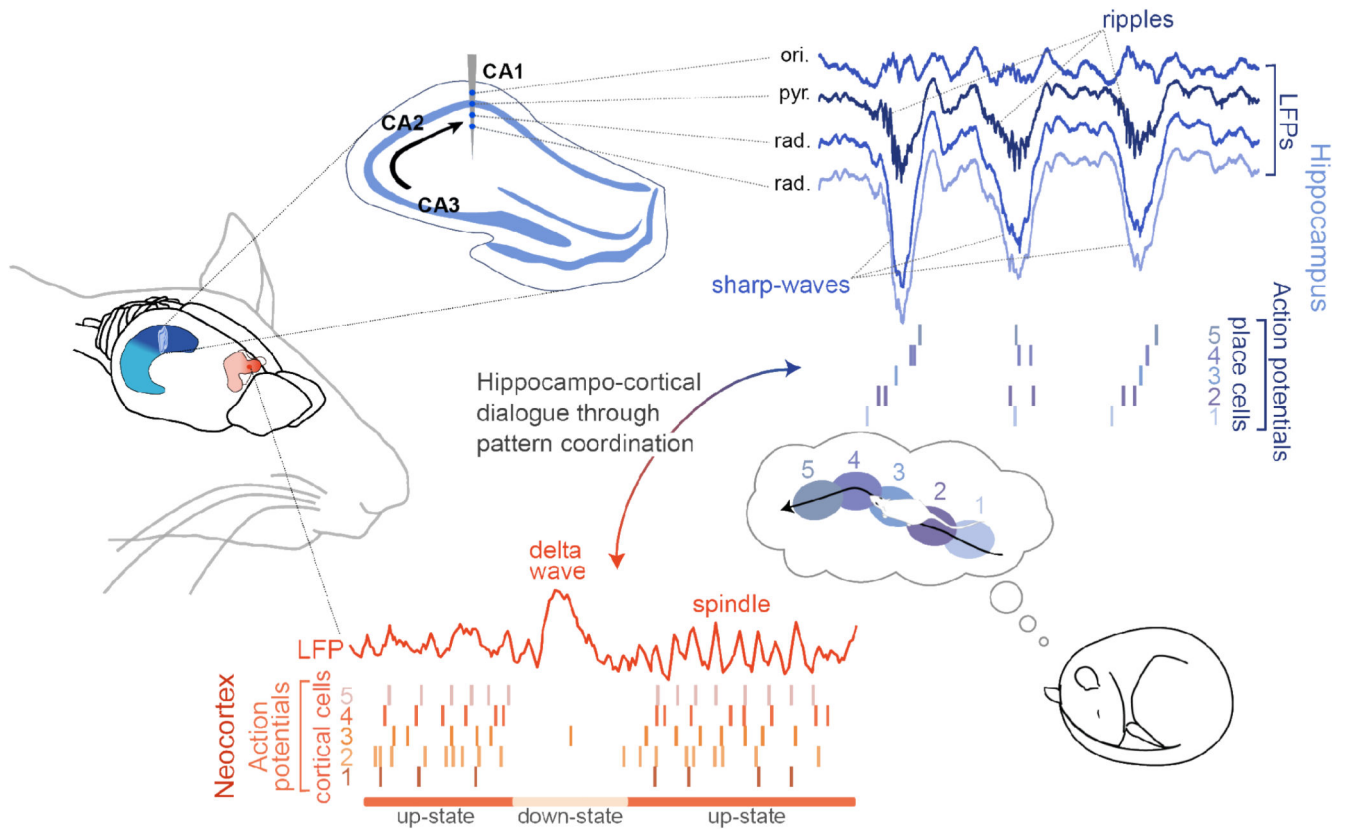 ripples
CA1
CA2
CA3
ori.
pyr.
rad.
rad.
LFPs
Hippocampus
sharp-waves
Action potentials
place cells
5
4
3
2
1
Hippocampo-cortical
dialogue through
pattern coordination
5
4
3
2
1
delta
wave
spindle
LFP
Neocortex
Action
potentials
cortical cells
5
4
3
2
1
up-state
down-state
up-state